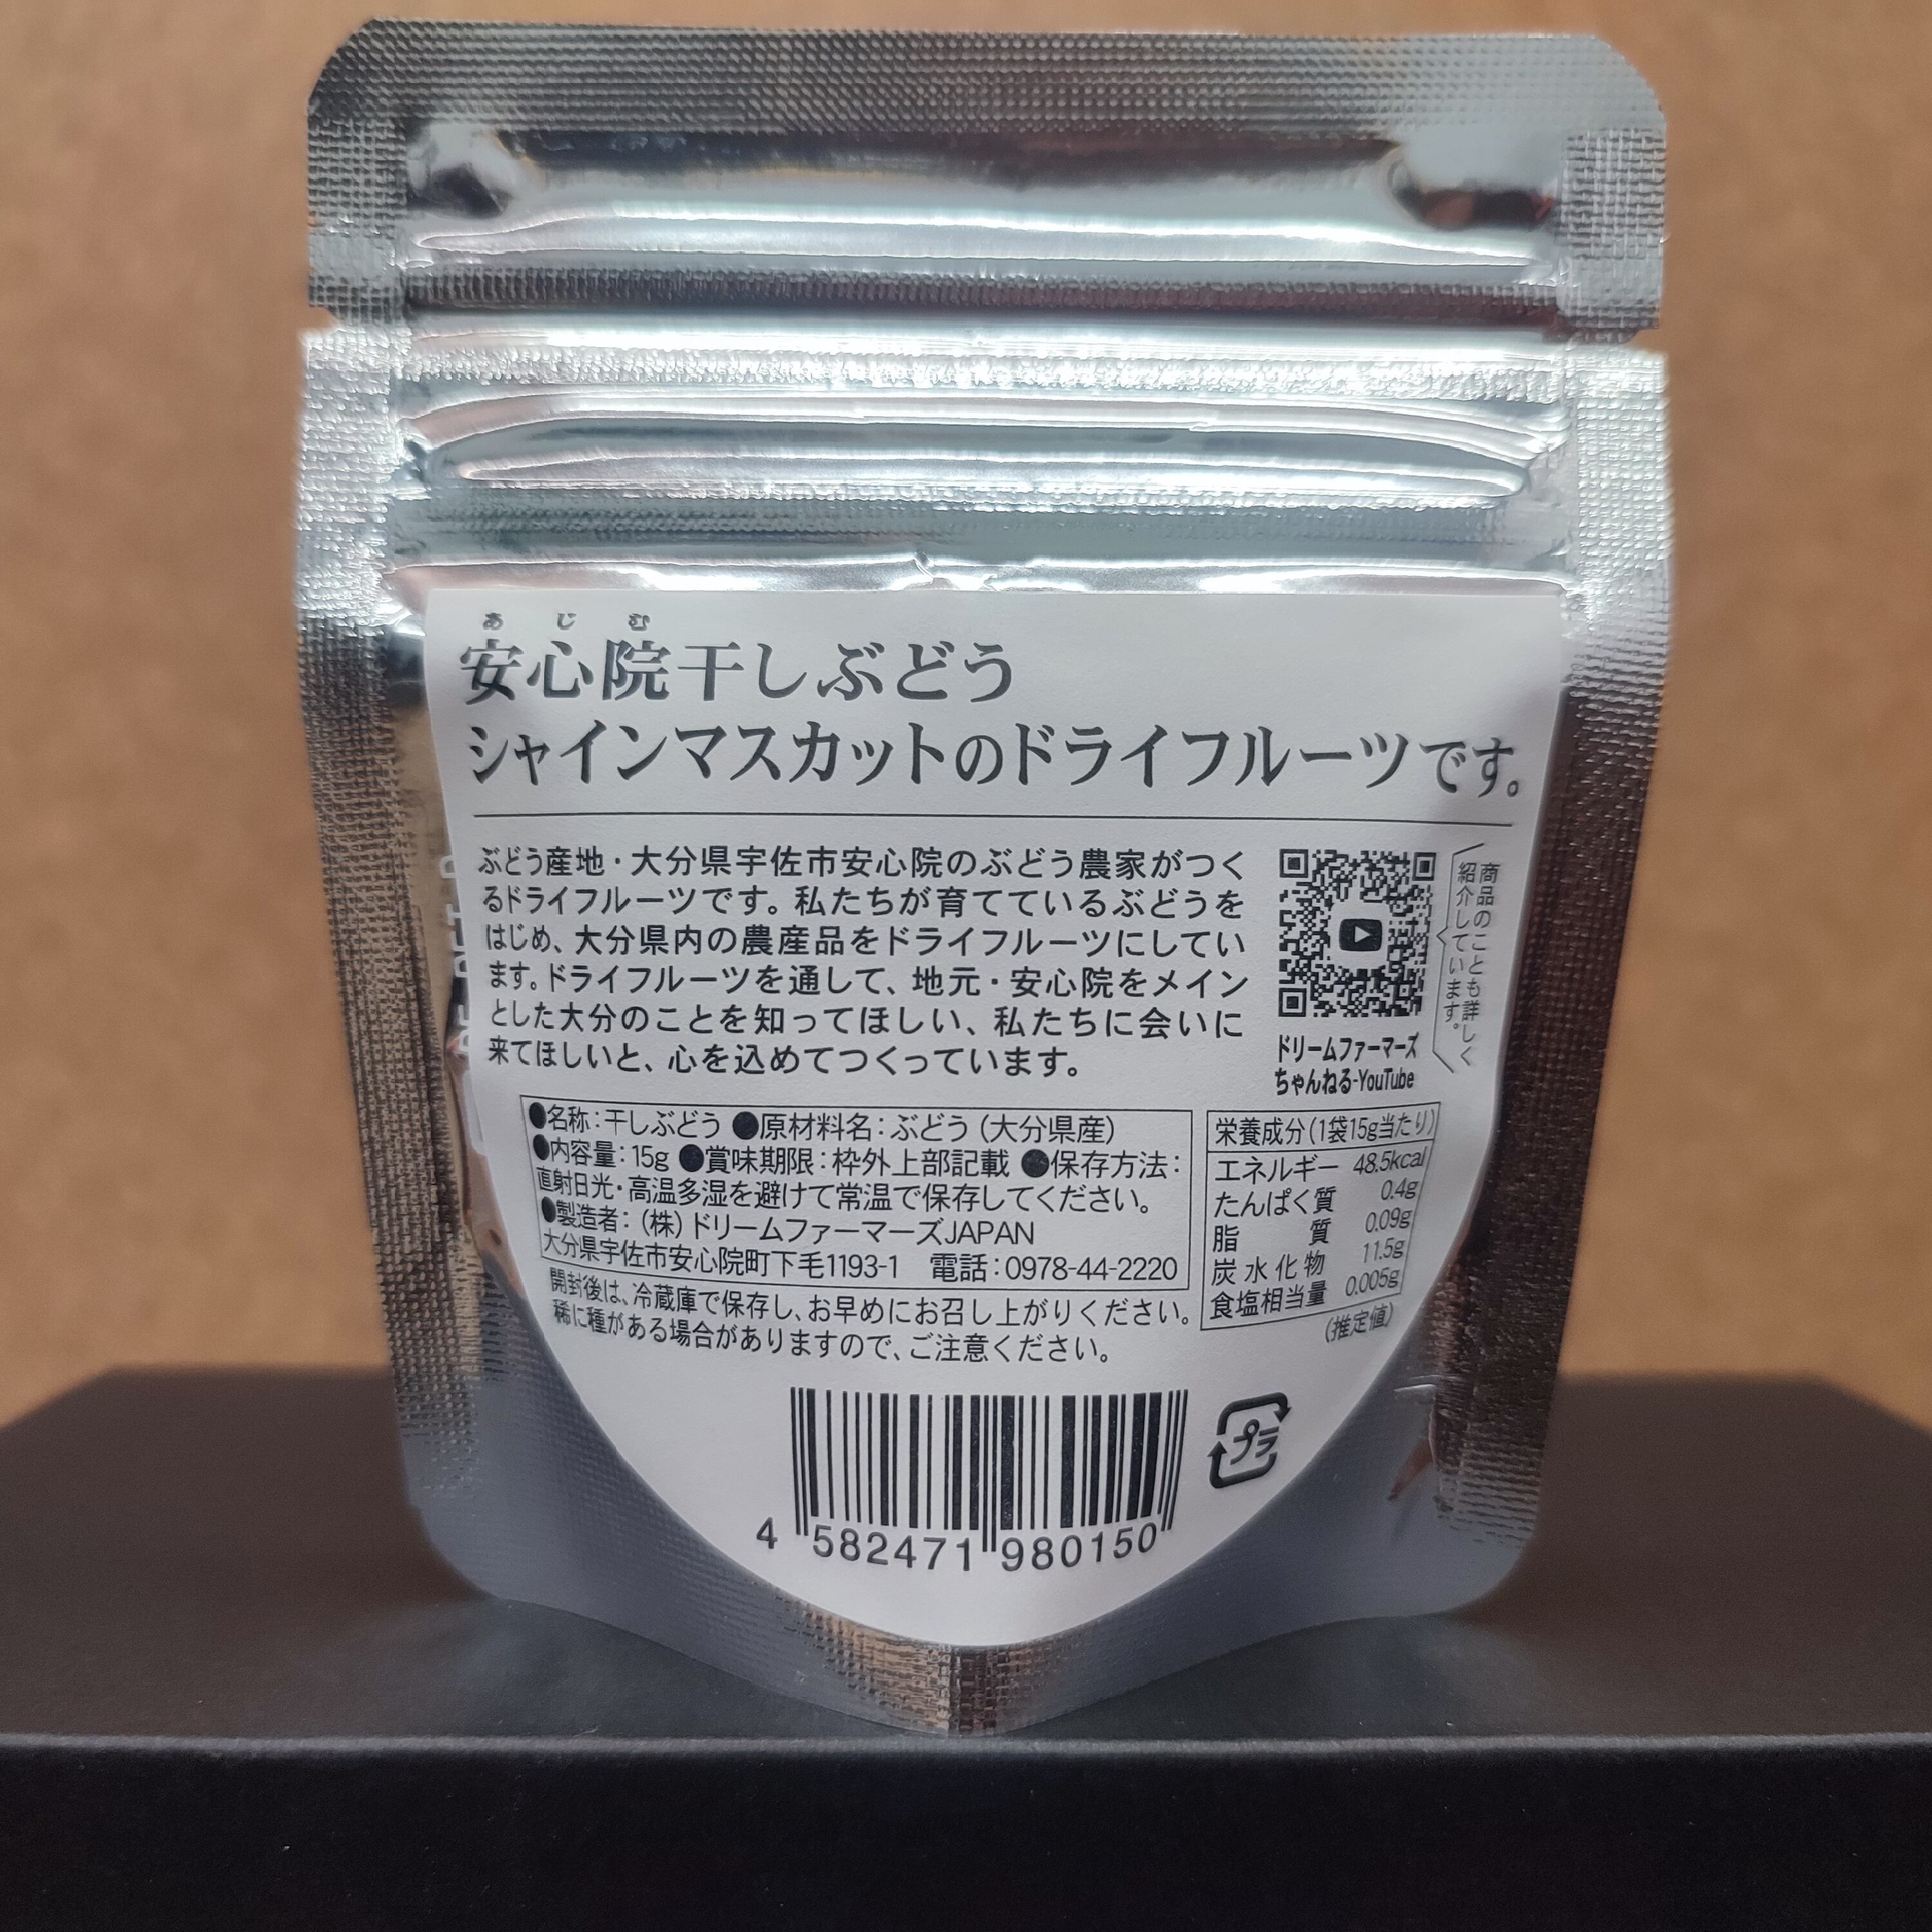 あじむ
安心院干しぶどう
シャインマスカットのドライフルーツです。
ぶどう産地・大分県宇佐市安心院のぶどう農家がつく
るドライフルーツです。私たちが育てているぶどうを
はじめ、大分県内の農産品をドライフルーツにしてい
ます。ドライフルーツを通して、地元・安心院をメイン
とした大分のことを知ってほしい、私たちに会いに
来てほしいと、心を込めてつくっています。
商品のことも詳しく
紹介しています。
ドリームファーマーズ
ちゃんねる-YouTube
●名称：干しぶどう ●原材料名：ぶどう（大分県産）
●内容量：15g ●賞味期限：枠外上部記載 ●保存方法：
直射日光・高温多湿を避けて常温で保存してください。
●製造者：（株）ドリームファーマーズJAPAN
大分県宇佐市安心院町下毛1193-1 電話：0978-44-2220
栄養成分（1袋15g当たり）
エネルギー 48.5kcal
たんぱく質 0.4g
脂質 0.09g
炭水化物 11.5g
食塩相当量 0.005g
（推定値）
開封後は、冷蔵庫で保存し、お早めにお召し上がりください。
稀に種がある場合がありますので、ご注意ください。
プラ
4 582471 980150